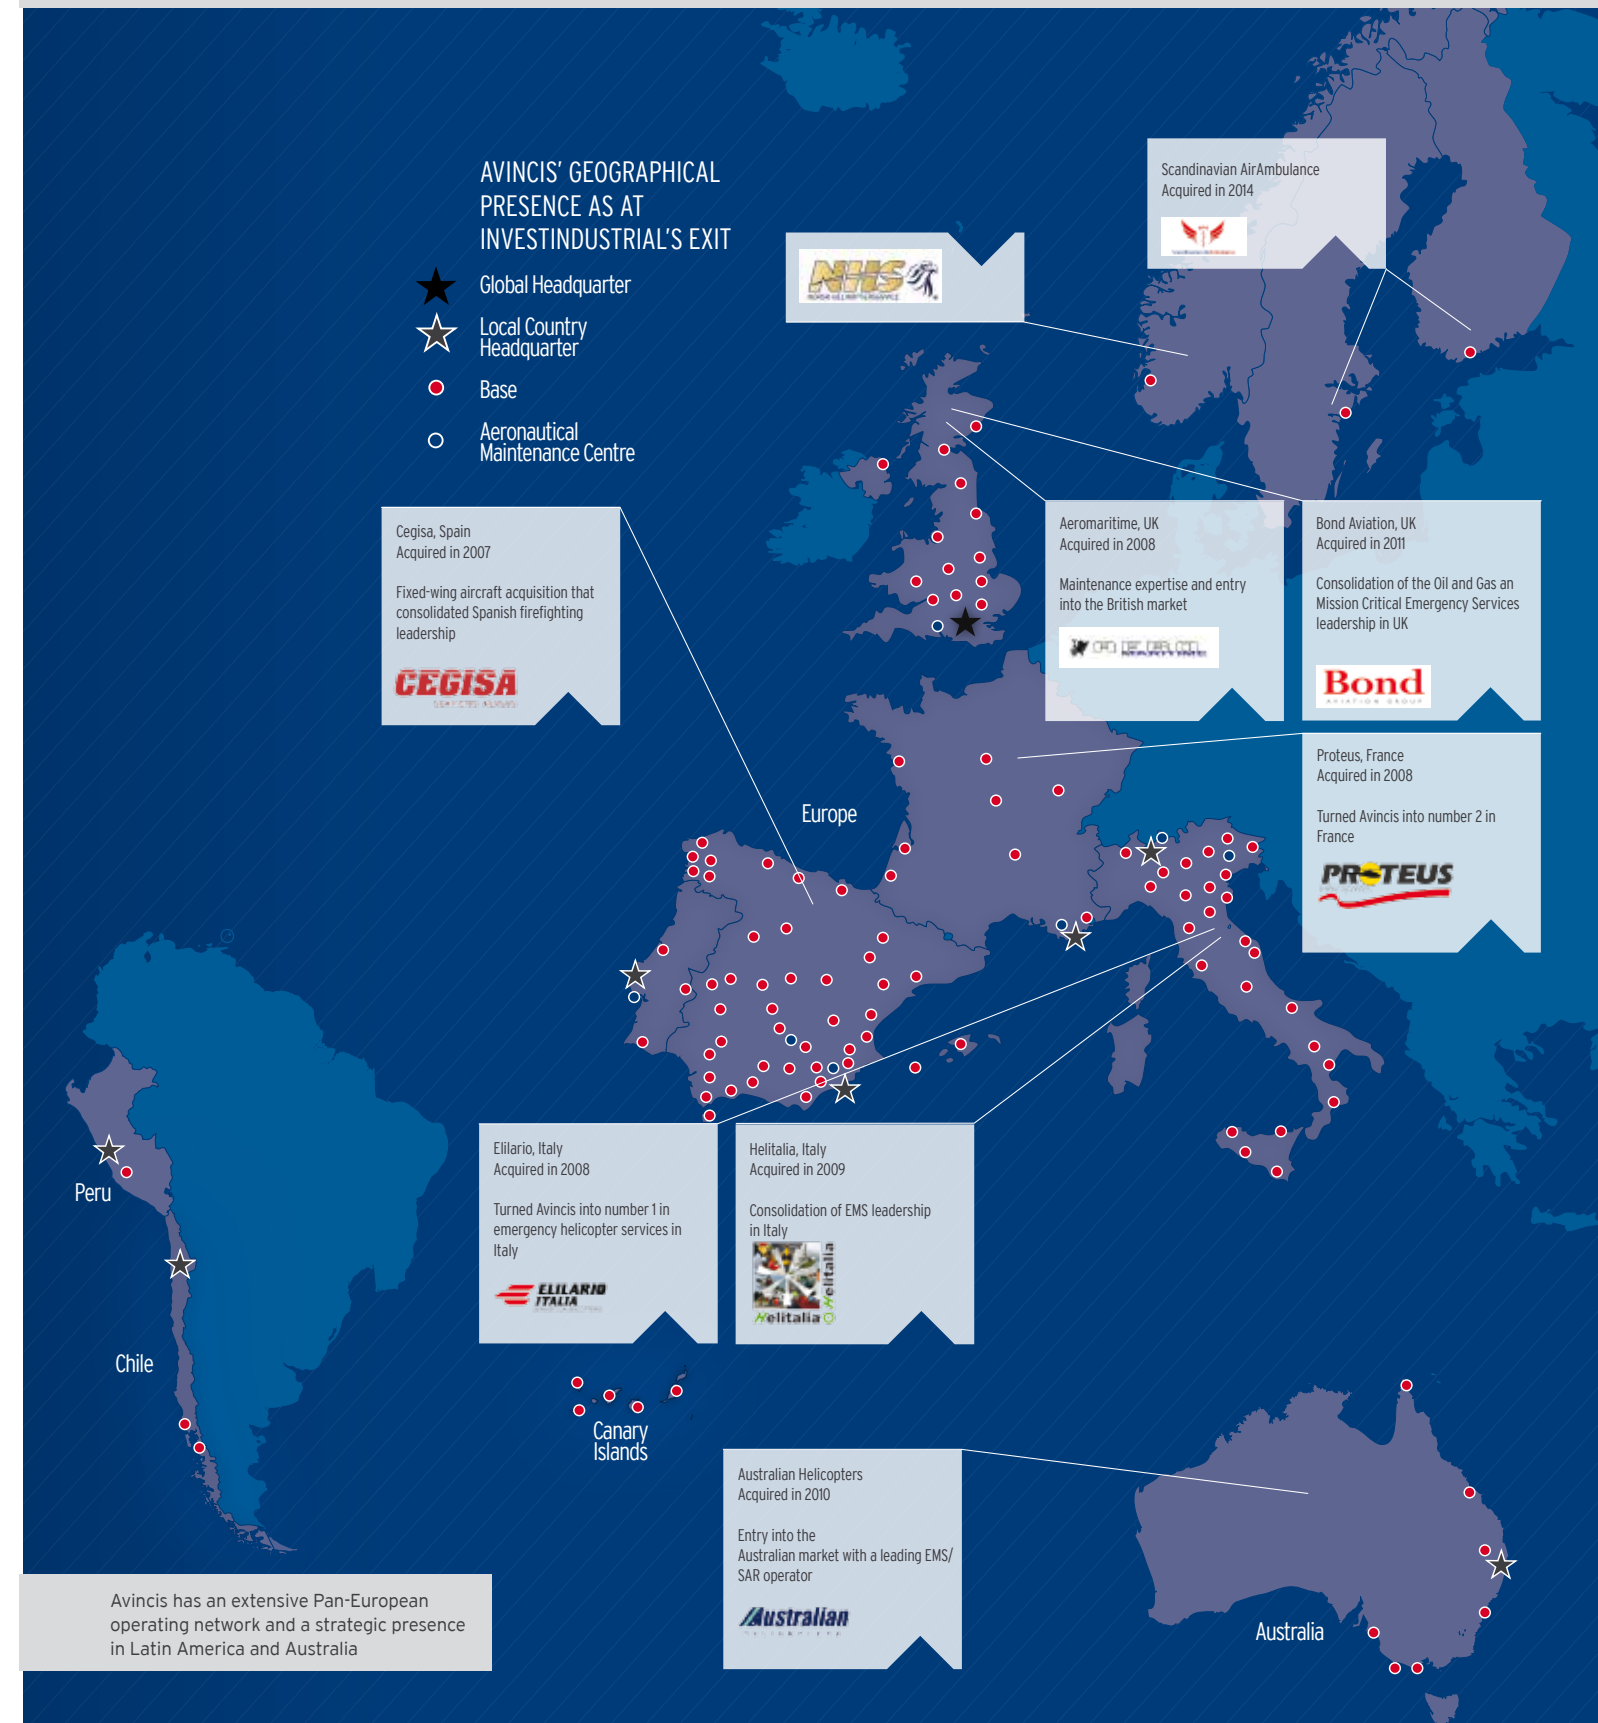 AVINCIS' GEOGRAPHICAL
PRESENCE AS AT
INVESTINDUSTRIAL'S EXIT
Global Headquarter
Local Country
Headquarter
Base
Aeronautical
Maintenance Centre
Scandinavian AirAmbulance
Acquired in 2014
NHS
Cegisa, Spain
Acquired in 2007
Fixed-wing aircraft acquisition that
consolidated Spanish firefighting
leadership
CEGISA
Aeromaritime, UK
Acquired in 2008
Maintenance expertise and entry
into the British market
Bond Aviation, UK
Acquired in 2011
Consolidation of the Oil and Gas an
Mission Critical Emergency Services
leadership in UK
Bond
AVIATION GROUP
Proteus, France
Acquired in 2008
Turned Avincis into number 2 in
France
PROTEUS
Europe
Elilario, Italy
Acquired in 2008
Turned Avincis into number 1 in
emergency helicopter services in
Italy
ELILARIO
ITALIA
Helitalia, Italy
Acquired in 2009
Consolidation of EMS leadership
in Italy
Helitalia
Helitalia
Peru
Chile
Canary
Islands
Australian Helicopters
Acquired in 2010
Entry into the
Australian market with a leading EMS/
SAR operator
Australian
Australia
Avincis has an extensive Pan-European
operating network and a strategic presence
in Latin America and Australia